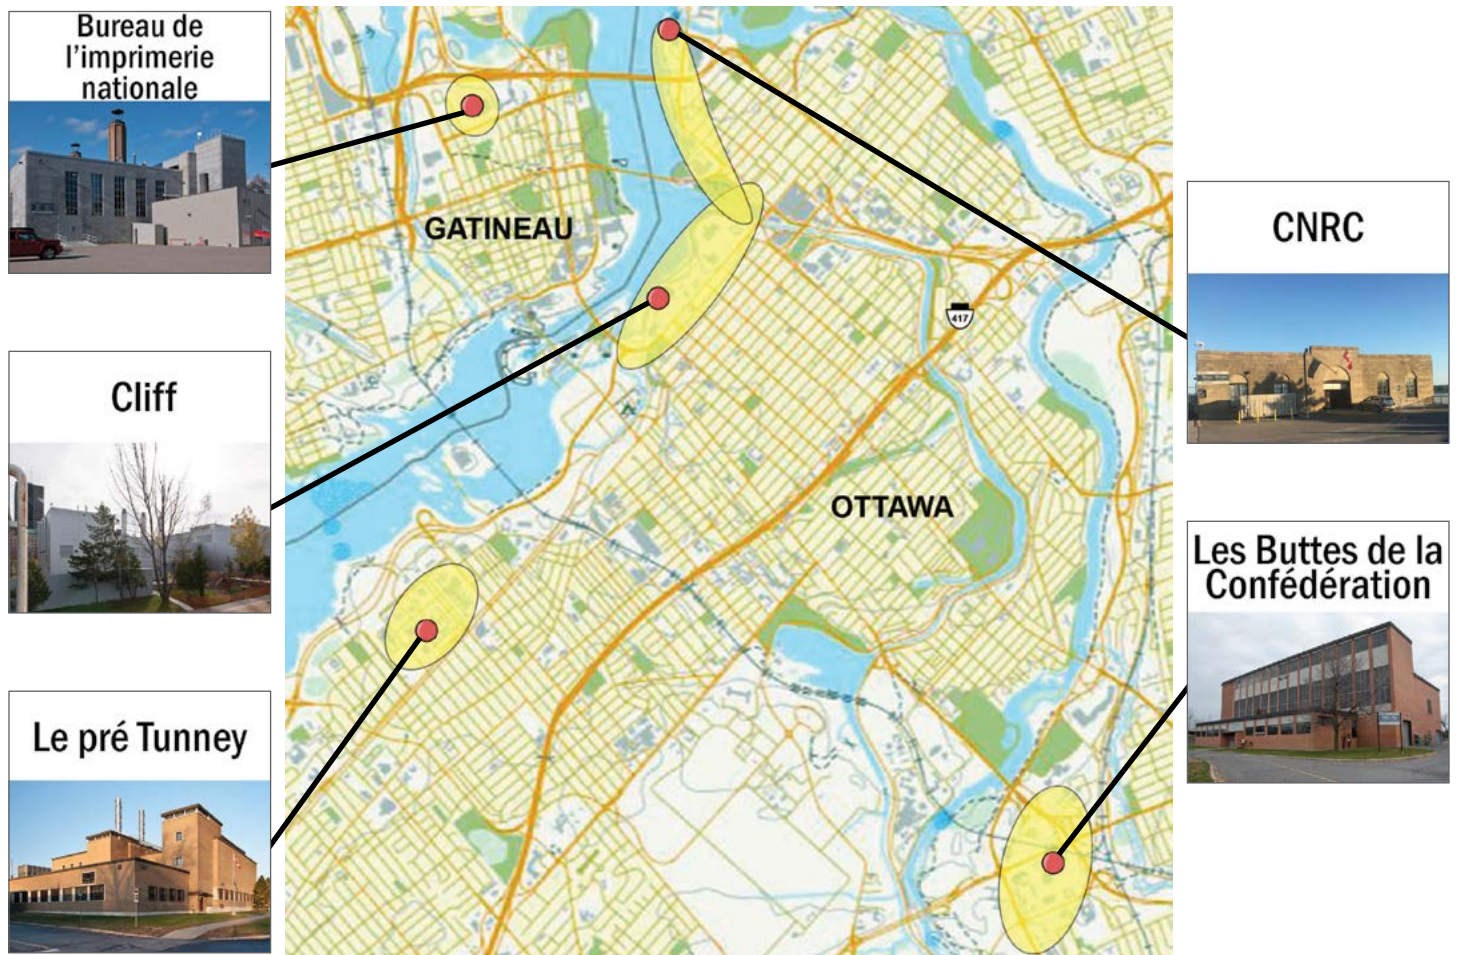 Bureau de
l'imprimerie
nationale
Cliff
Le pré Tunney
GATINEAU
417
OTTAWA
CNRC
Les Buttes de la
Confédération